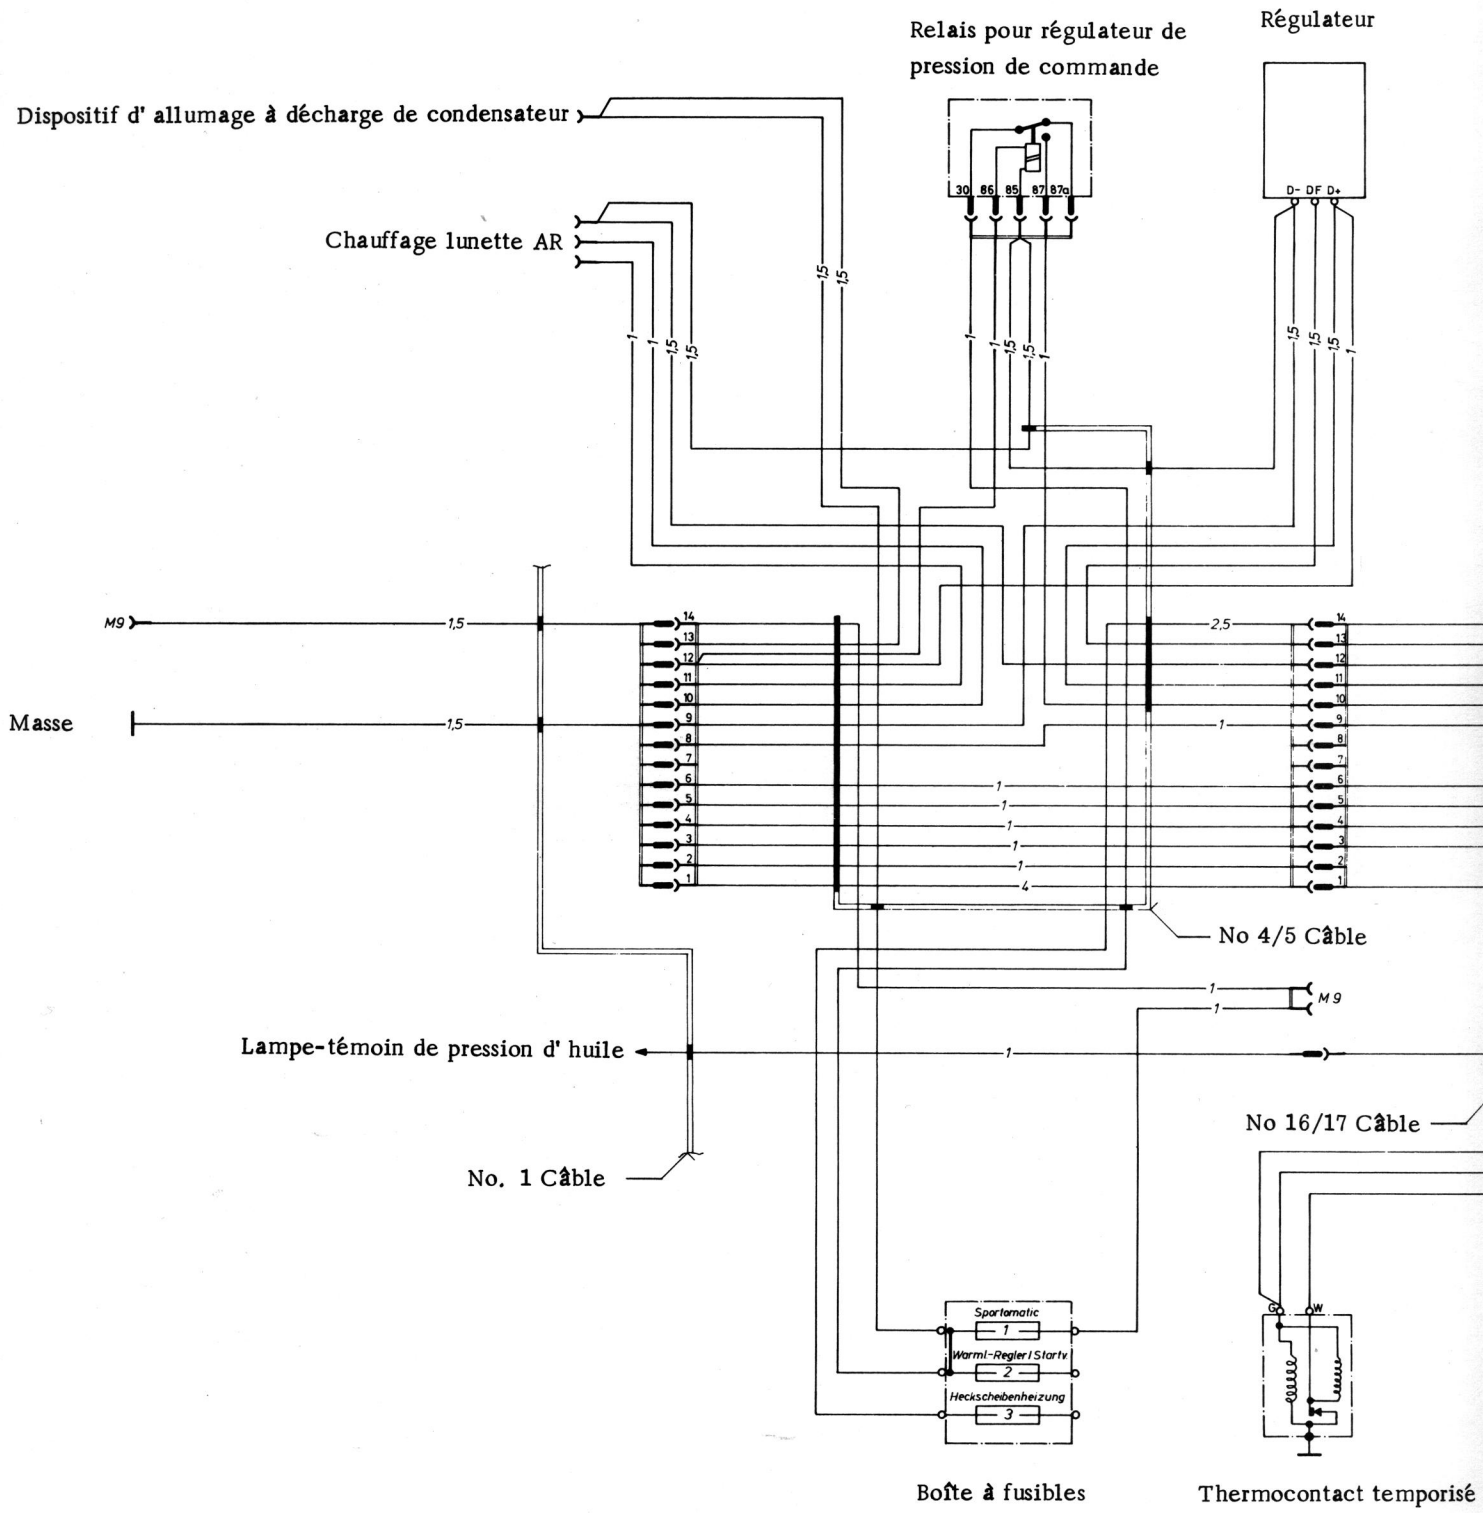 Relais pour régulateur de
pression de commande
Régulateur
Dispositif d' allumage à décharge de condensateur
30 86 85 87 87a
D- DF D+
Chauffage lunette AR
1,5
1,5
1
1
1,5
1,5
1
1
1,5
1,5
1
1,5
1,5
1,5
1
M9
1,5
14
13
12
11
10
9
8
7
6
5
4
3
2
1
2,5
14
13
12
11
10
9
8
7
6
5
4
3
2
1
Masse
1,5
1
1
1
1
1
1
4
No 4/5 Câble
1
1
M 9
Lampe-témoin de pression d' huile
1
No 16/17 Câble
No. 1 Câble
G W
Sportomatic
1
Warml-Regler/Startv.
2
Heckscheibenheizung
3
Boîte à fusibles
Thermocontact temporisé